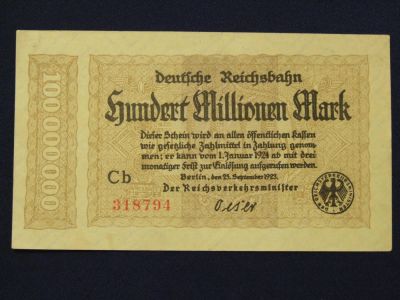 100000000
Deutsche Reichsbahn
Hundert Millionen Mark
Dieser Schein wird an allen öffentlichen Kassen
wie gesetzliche Zahlmittel in Zahlung genom-
men; er kann vom 1. Januar 1924 ab mit drei
monatiger Frist zur Einlösung aufgerufen werden.
Berlin, den 25. September 1923.
Der Reichsverkehrsminister
Cb
318794
Oeser